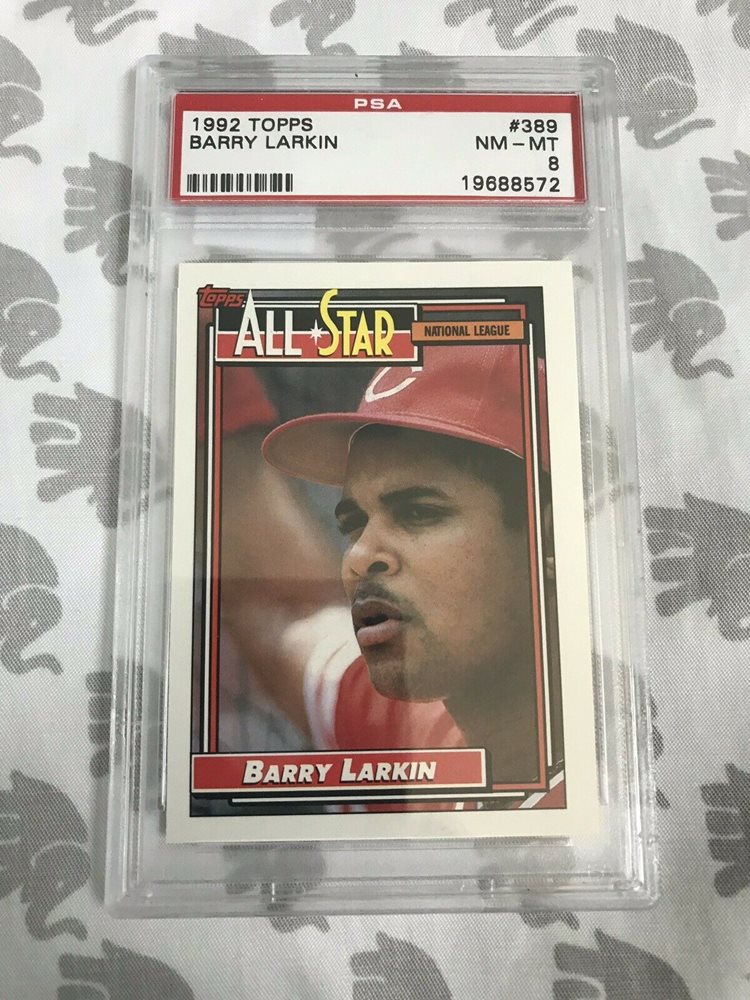 PSA
1992 TOPPS #389
BARRY LARKIN NM - MT
8
19688572
Topps
ALL STAR
NATIONAL LEAGUE
C
BARRY LARKIN